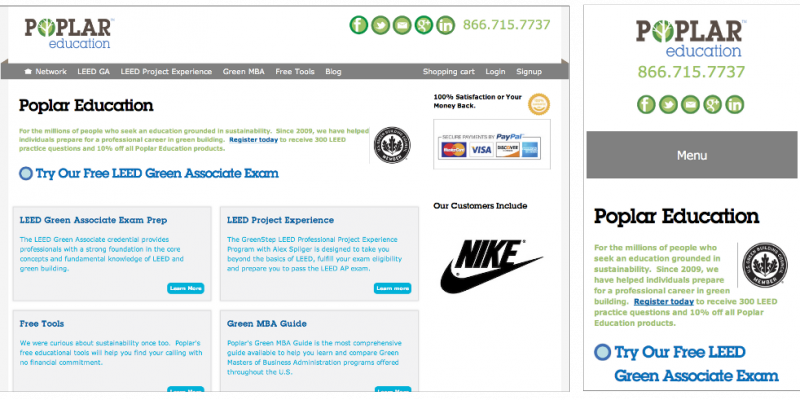 POPLAR™
education
866.715.7737
Network LEED GA LEED Project Experience Green MBA Free Tools Blog Shopping cart Login Signup
Poplar Education
For the millions of people who seek an education grounded in sustainability. Since 2009, we have helped
individuals prepare for a professional career in green building. Register today to receive 300 LEED
practice questions and 10% off all Poplar Education products.
MEMBER
Try Our Free LEED Green Associate Exam
100% Satisfaction or Your
Money Back.
SECURE PAYMENTS BY PayPal
MasterCard VISA DISCOVER
Our Customers Include
NIKE
LEED Green Associate Exam Prep
The LEED Green Associate credential provides
professionals with a strong foundation in the core
concepts and fundamental knowledge of LEED and
green building.
Learn More
LEED Project Experience
The GreenStep LEED Professional Project Experience
Program with Alex Spilger is designed to take you
beyond the basics of LEED, fulfill your exam eligibility
and prepare you to pass the LEED AP exam.
Learn more
Free Tools
We were curious about sustainability once too. Poplar's
free educational tools will help you find your calling with
no financial commitment.
Green MBA Guide
Poplar's Green MBA Guide is the most comprehensive
guide available to help you learn and compare Green
Masters of Business Administration programs offered
throughout the U.S.
POPLAR™
education
866.715.7737
Menu
Poplar Education
For the millions of people who
seek an education grounded in
sustainability. Since 2009, we
have helped individuals prepare
for a professional career in green
building. Register today to receive 300 LEED
practice questions and 10% off all Poplar
Education products.
GREEN BUILDING COUNCIL
MEMBER
Try Our Free LEED
Green Associate Exam